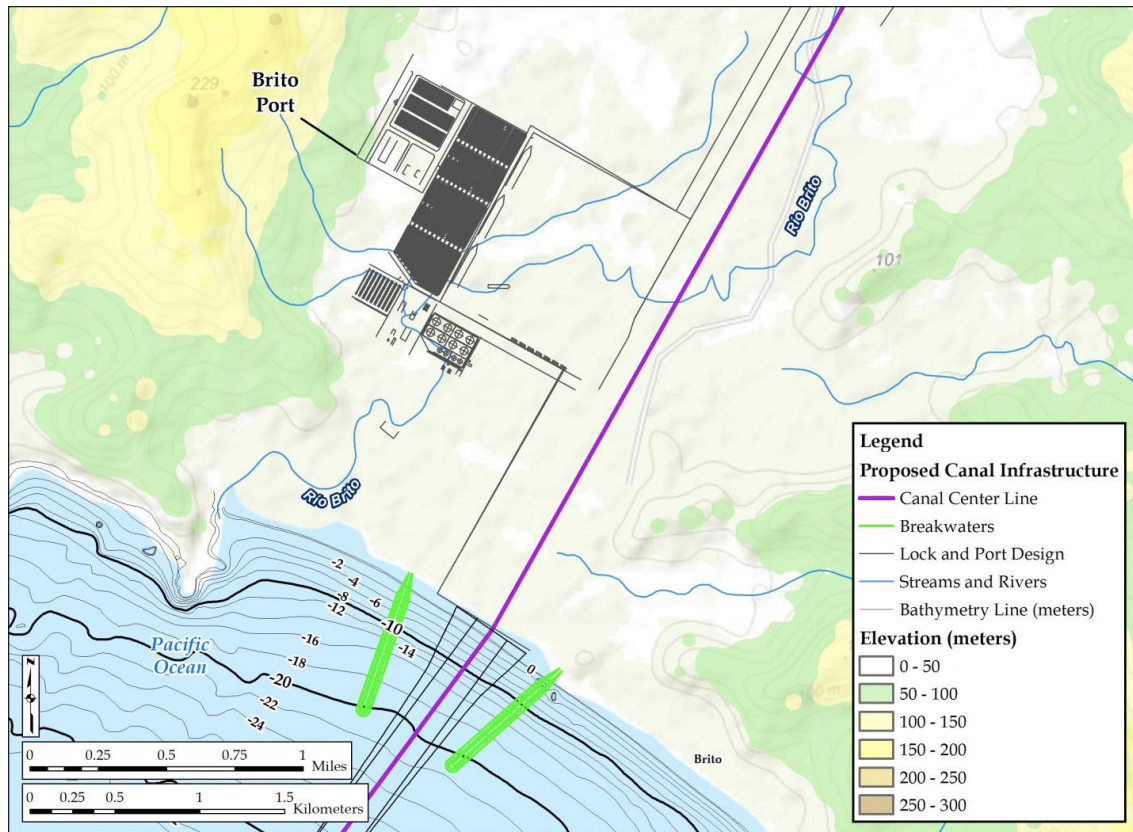 100 m
229
Brito
Port
Río Brito
101
Río Brito
-2
-4
-6
-8
-10
-12
-14
-16
-18
-20
-22
-24
0
Pacific
Ocean
100 m
Brito
N
0 0.25 0.5 0.75 1
Miles
0 0.25 0.5 1 1.5
Kilometers
Legend
Proposed Canal Infrastructure
Canal Center Line
Breakwaters
Lock and Port Design
Streams and Rivers
Bathymetry Line (meters)
Elevation (meters)
0 - 50
50 - 100
100 - 150
150 - 200
200 - 250
250 - 300